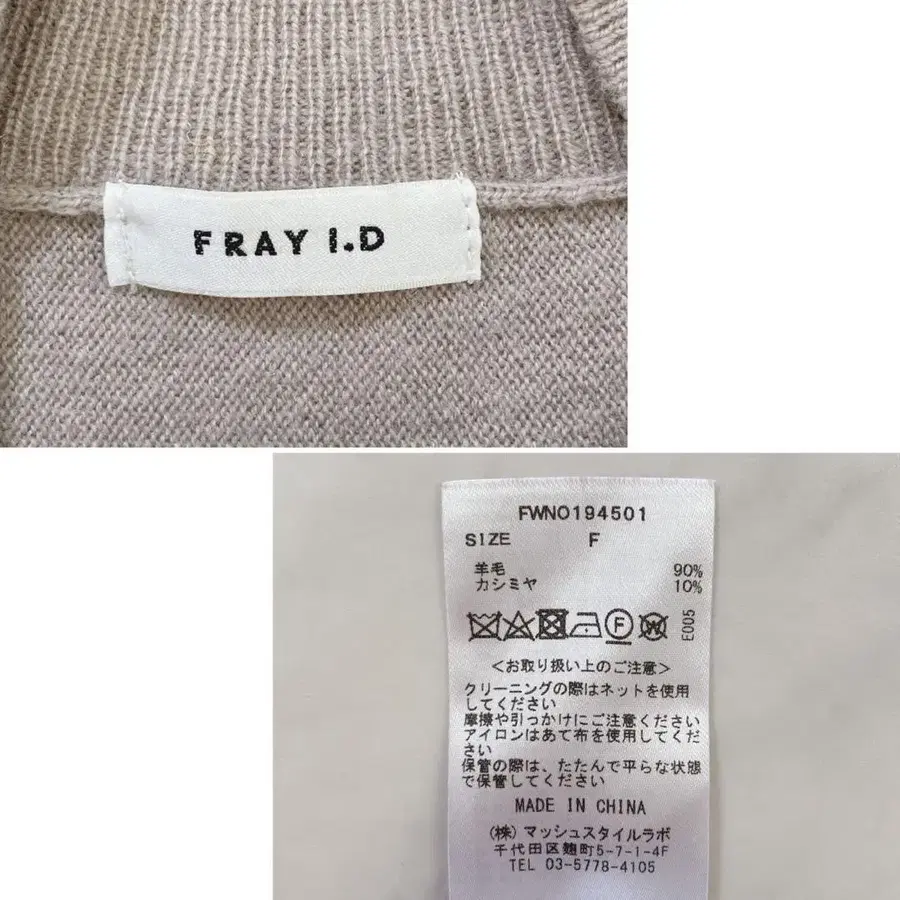 FRAY I.D
FWNO194501
SIZE F
羊毛 90%
カシミヤ 10%
F W E005
<お取り扱い上のご注意>
クリーニングの際はネットを使用
してください
摩擦や引っかけにご注意ください
アイロンはあて布を使用してくだ
さい
保管の際は、たたんで平らな状態
で保管してください
MADE IN CHINA
(株)マッシュスタイルラボ
千代田区麹町5-7-1-4F
TEL 03-5778-4105